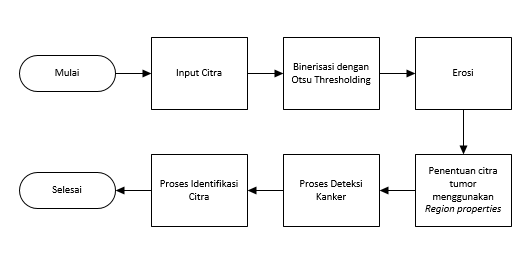 Mulai
Input Citra
Binerisasi dengan
Otsu Thresholding
Erosi
Penentuan citra
tumor
menggunakan
Region properties
Proses Deteksi
Kanker
Proses Identifikasi
Citra
Selesai